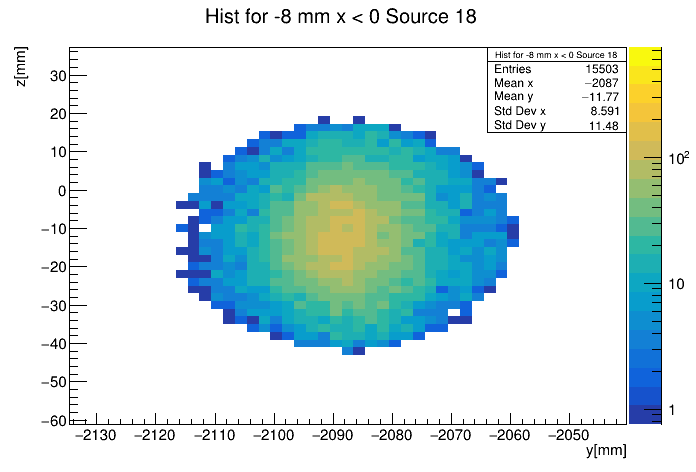 Hist for -8 mm x < 0 Source 18
z[mm]
Hist for -8 mm x < 0 Source 18
Entries 15503
Mean x −2087
Mean y −11.77
Std Dev x 8.591
Std Dev y 11.48
30
20
10
0
−10
−20
−30
−40
−50
−60
10²
10
1
−2130 −2120 −2110 −2100 −2090 −2080 −2070 −2060 −2050
y[mm]